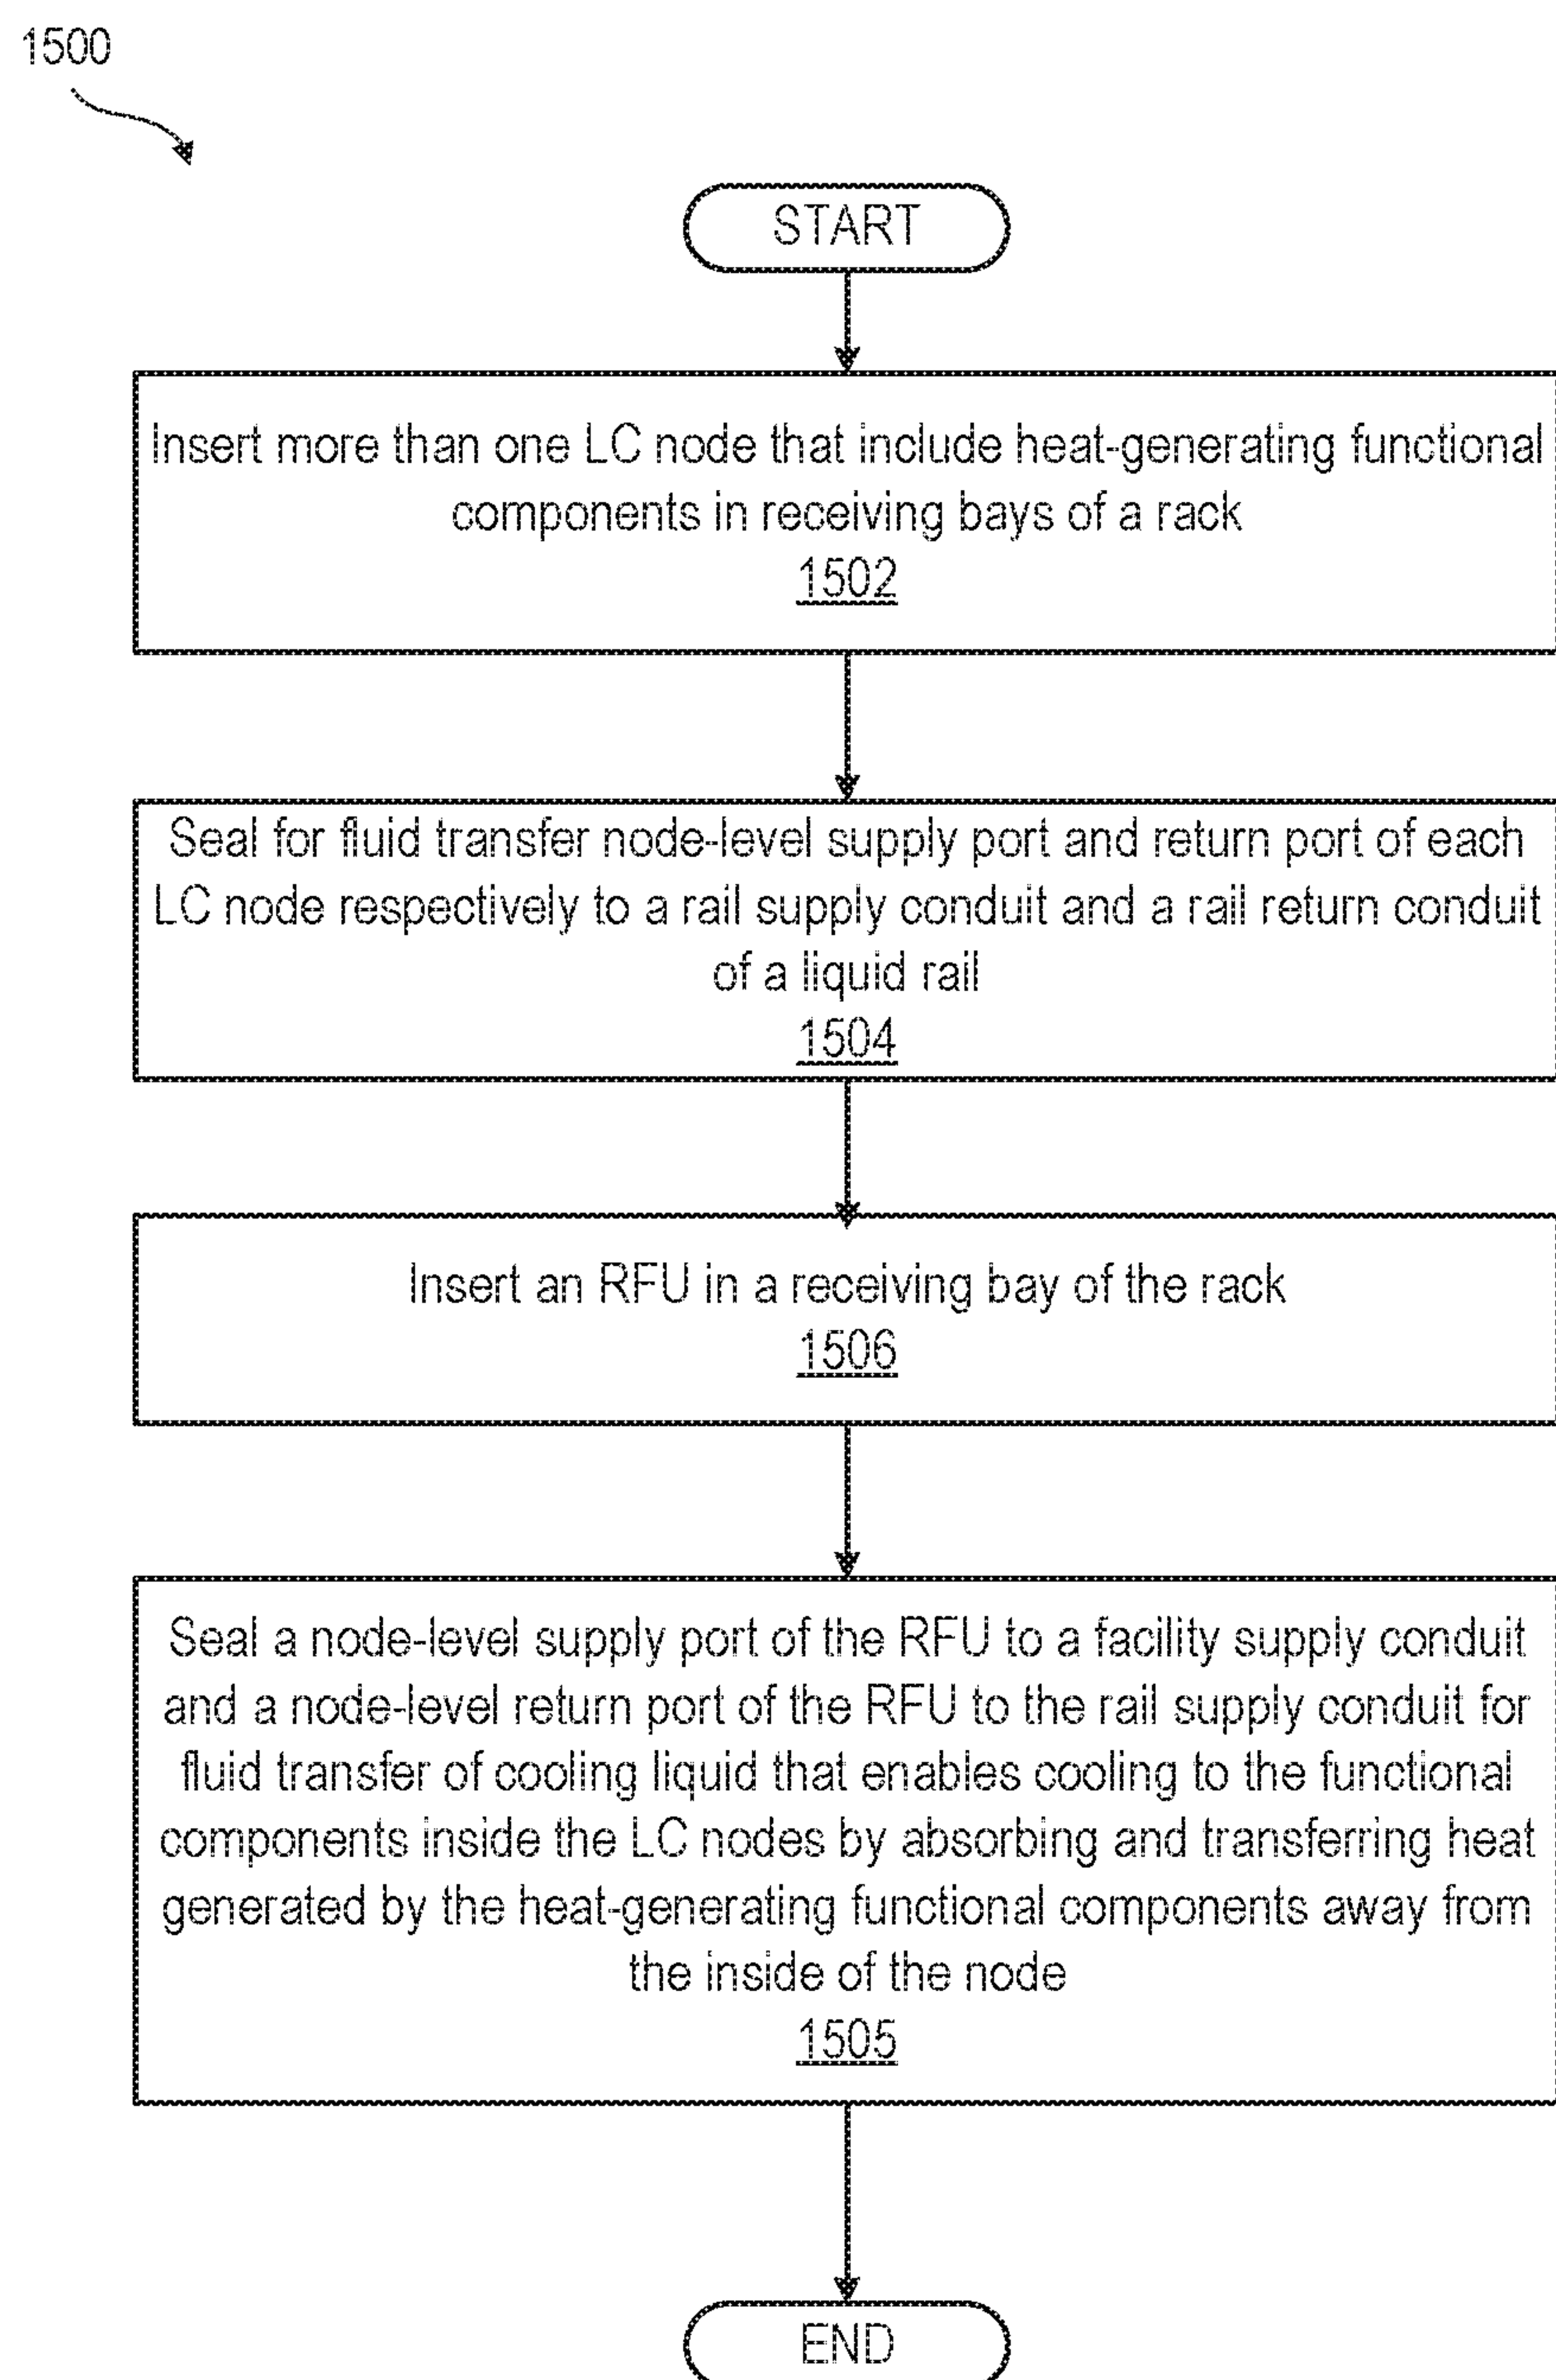 1500
START
Insert more than one LC node that include heat-generating functional
components in receiving bays of a rack
1502
Seal for fluid transfer node-level supply port and return port of each
LC node respectively to a rail supply conduit and a rail return conduit
of a liquid rail
1504
Insert an RFU in a receiving bay of the rack
1506
Seal a node-level supply port of the RFU to a facility supply conduit
and a node-level return port of the RFU to the rail supply conduit for
fluid transfer of cooling liquid that enables cooling to the functional
components inside the LC nodes by absorbing and transferring heat
generated by the heat-generating functional components away from
the inside of the node
1505
END